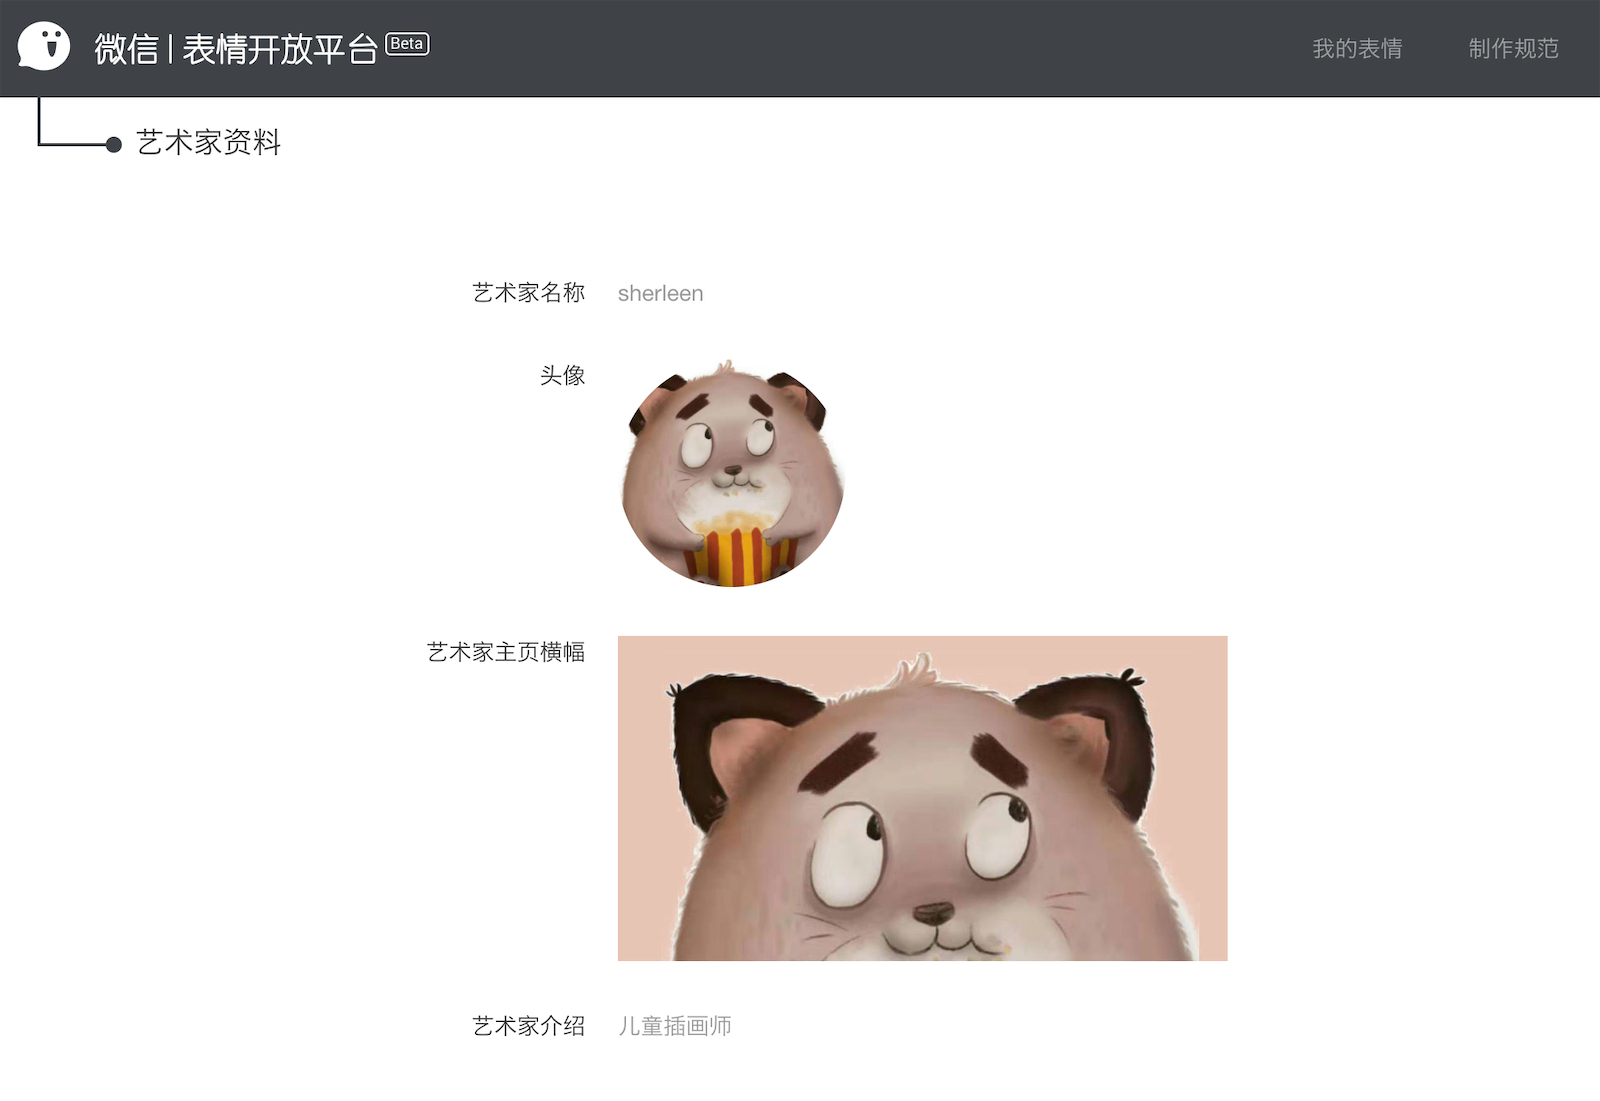 微信 | 表情开放平台 Beta
我的表情 制作规范
艺术家资料
艺术家名称 sherleen
头像
艺术家主页横幅
艺术家介绍 儿童插画师